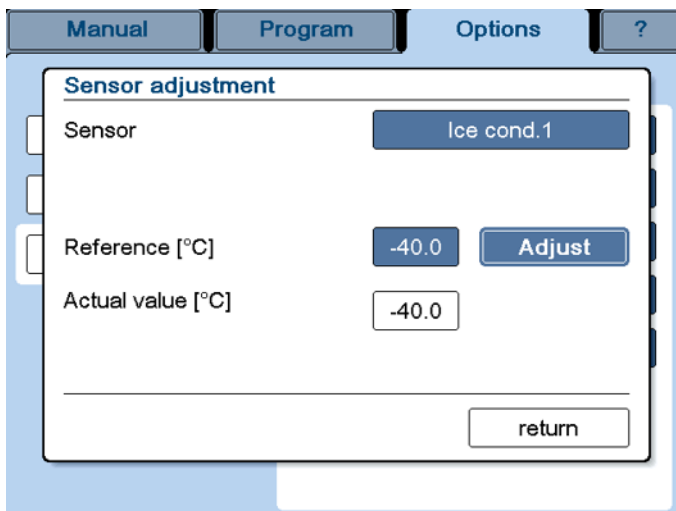 Manual Program Options ?
Sensor adjustment
Sensor Ice cond.1
Reference [°C] -40.0 Adjust
Actual value [°C] -40.0
return